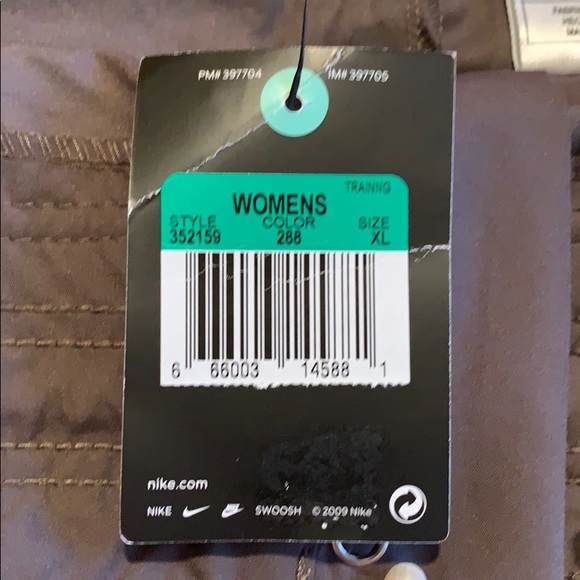 PM# 397704 IM# 397705
TRAINNG
WOMENS
STYLE COLOR SIZE
352159 288 XL
6 66003 14588 1
nike.com
NIKE SWOOSH © 2009 Nike